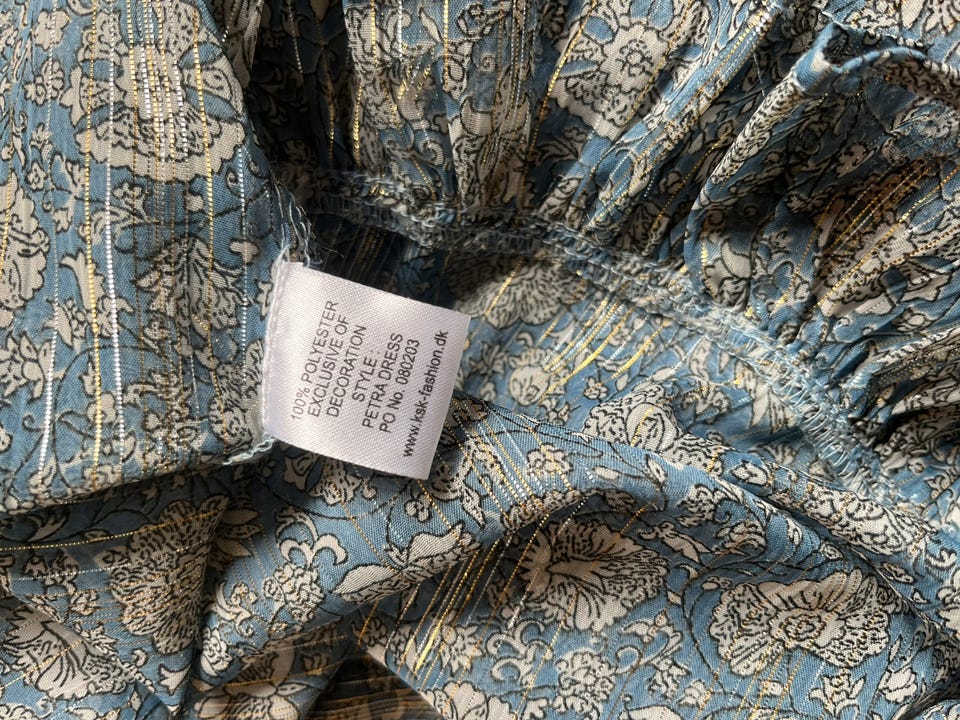 100% POLYESTER
EXCLUSIVE OF
DECORATION
STYLE:
PETRA DRESS
PO No. 080203
www.ksk-fashion.dk